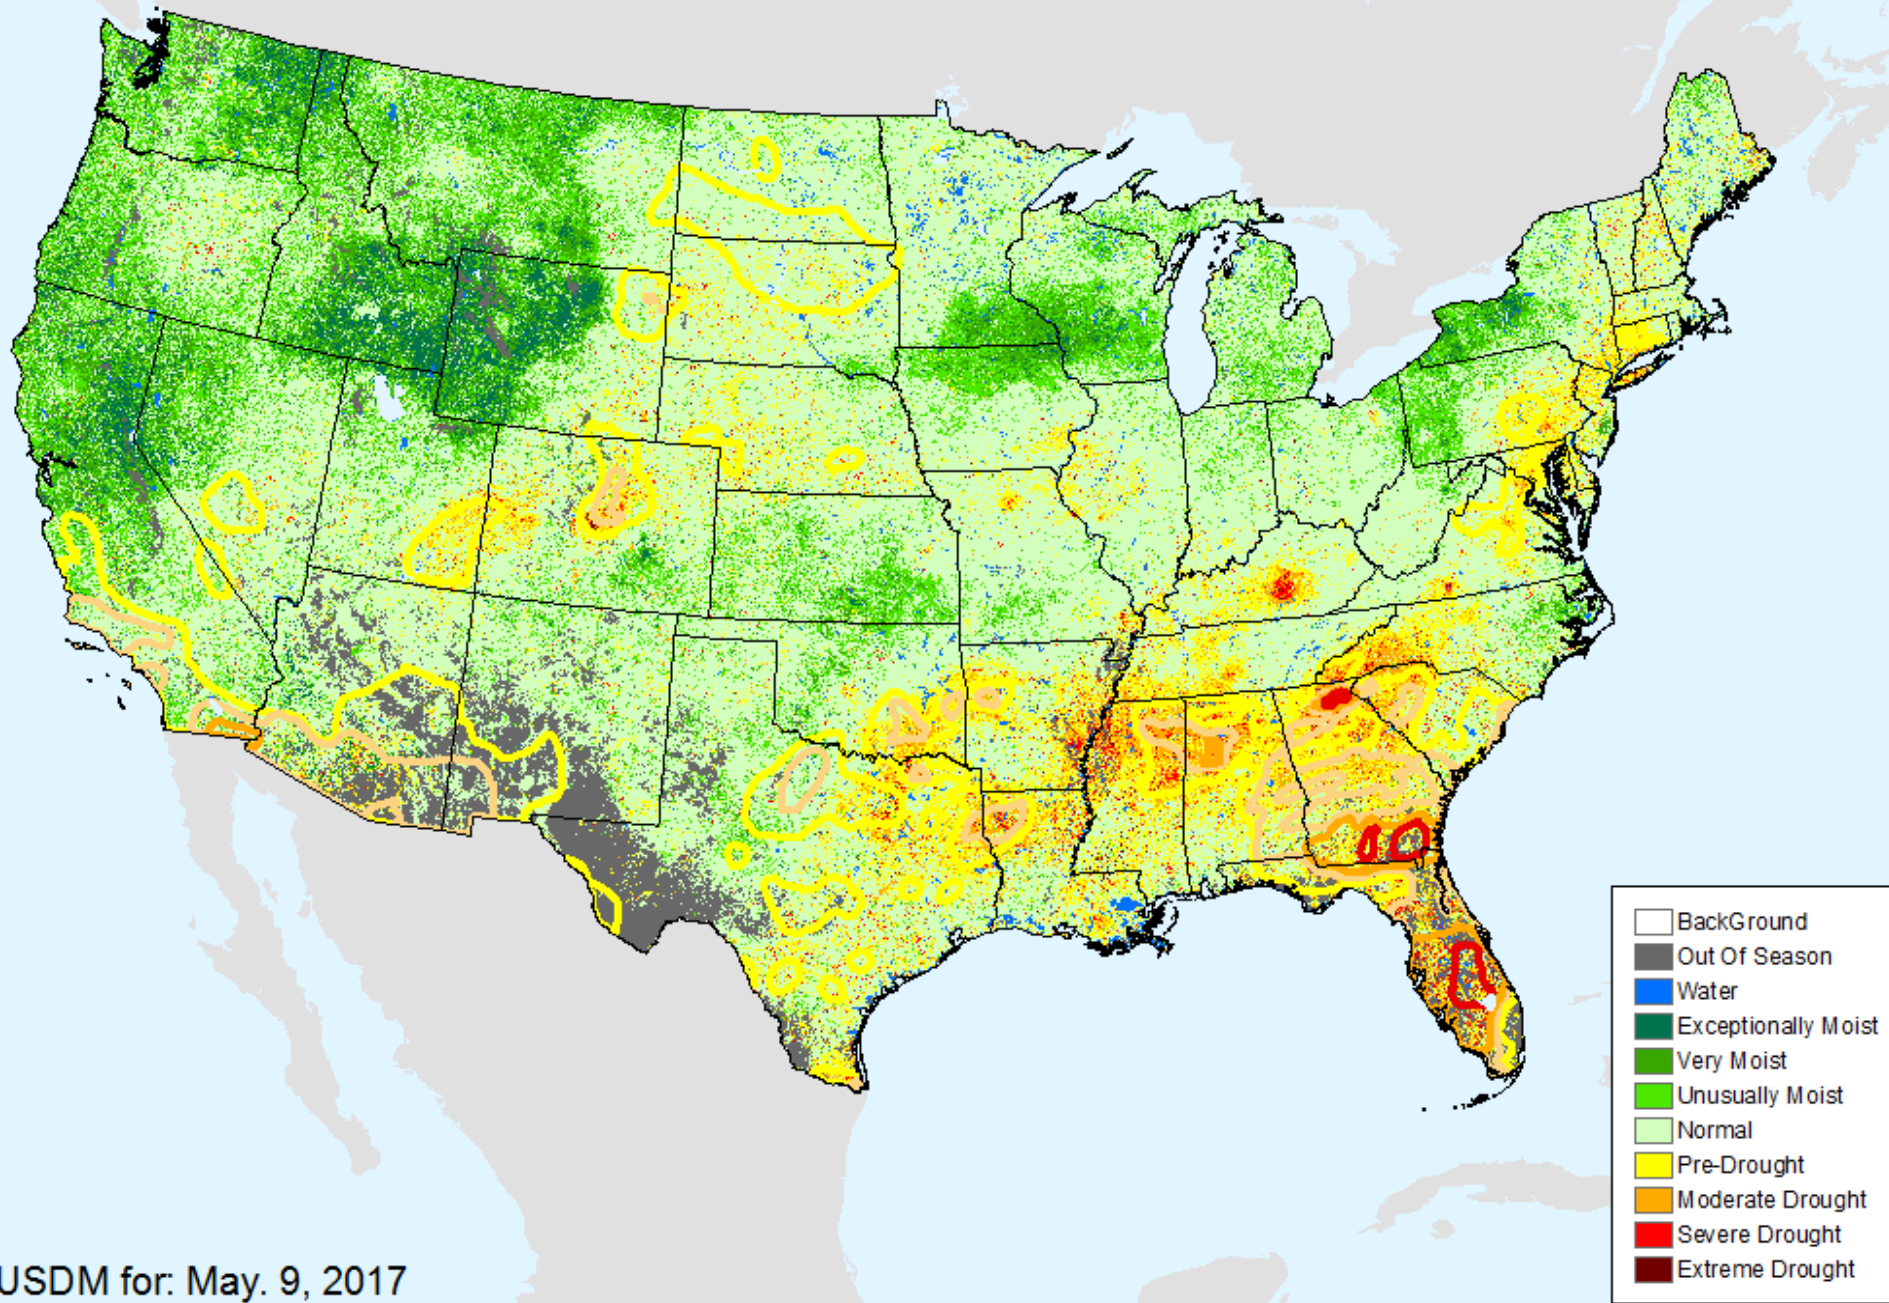 BackGround
Out Of Season
Water
Exceptionally Moist
Very Moist
Unusually Moist
Normal
Pre-Drought
Moderate Drought
Severe Drought
Extreme Drought
USDM for: May. 9, 2017